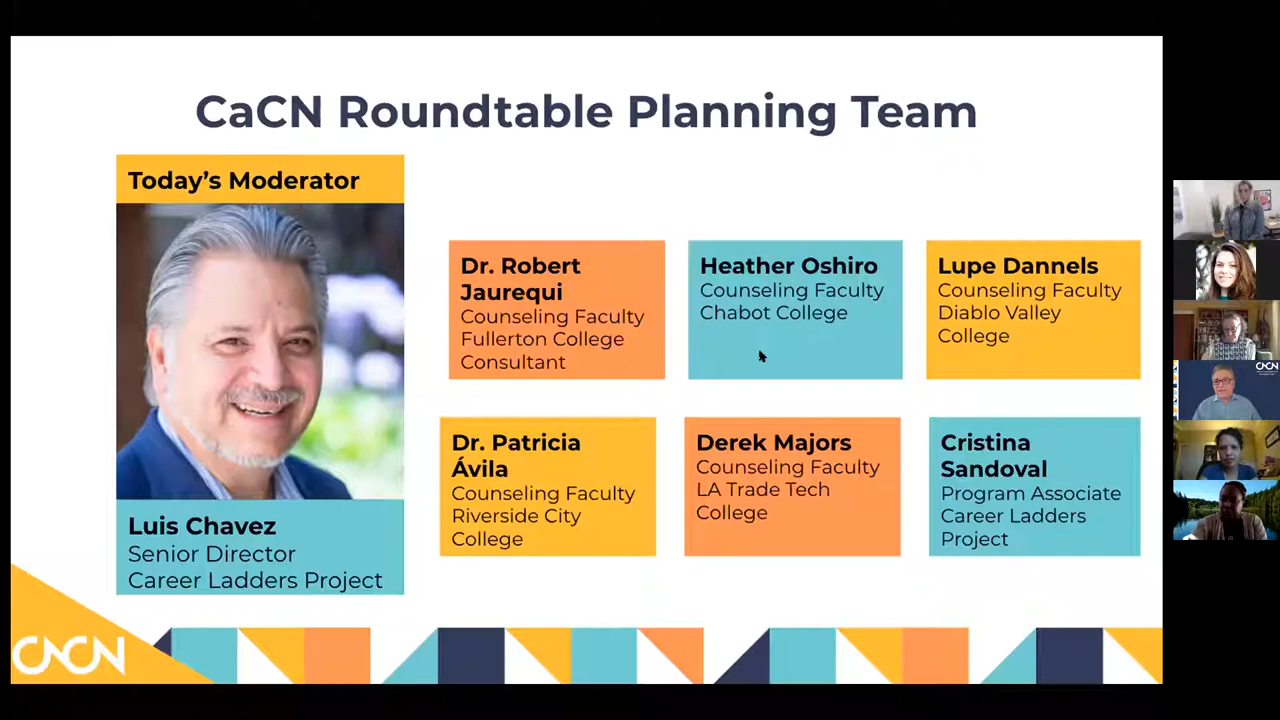 CaCN Roundtable Planning Team
Today's Moderator
Luis Chavez
Senior Director
Career Ladders Project
Dr. Robert
Jaurequi
Counseling Faculty
Fullerton College
Consultant
Heather Oshiro
Counseling Faculty
Chabot College
Lupe Dannels
Counseling Faculty
Diablo Valley
College
Dr. Patricia
Ávila
Counseling Faculty
Riverside City
College
Derek Majors
Counseling Faculty
LA Trade Tech
College
Cristina
Sandoval
Program Associate
Career Ladders
Project
CACN
CACN